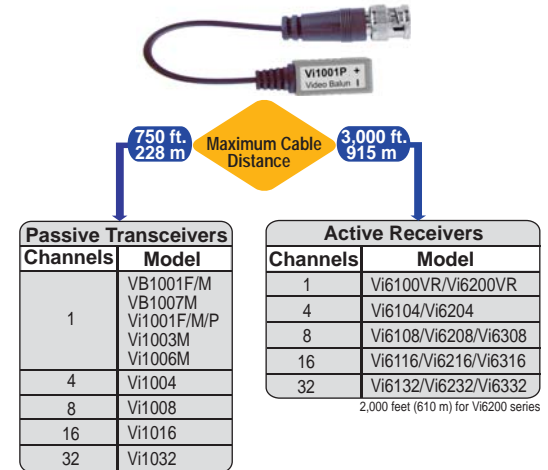 Vi1001P +
Video Balun I
750 ft.
228 m
Maximum Cable
Distance
3,000 ft.
915 m
Passive Transceivers
Channels Model
1
VB1001F/M
VB1007M
Vi1001F/M/P
Vi1003M
Vi1006M
4 Vi1004
8 Vi1008
16 Vi1016
32 Vi1032
Active Receivers
Channels Model
1 Vi6100VR/Vi6200VR
4 Vi6104/Vi6204
8 Vi6108/Vi6208/Vi6308
16 Vi6116/Vi6216/Vi6316
32 Vi6132/Vi6232/Vi6332
2,000 feet (610 m) for Vi6200 series